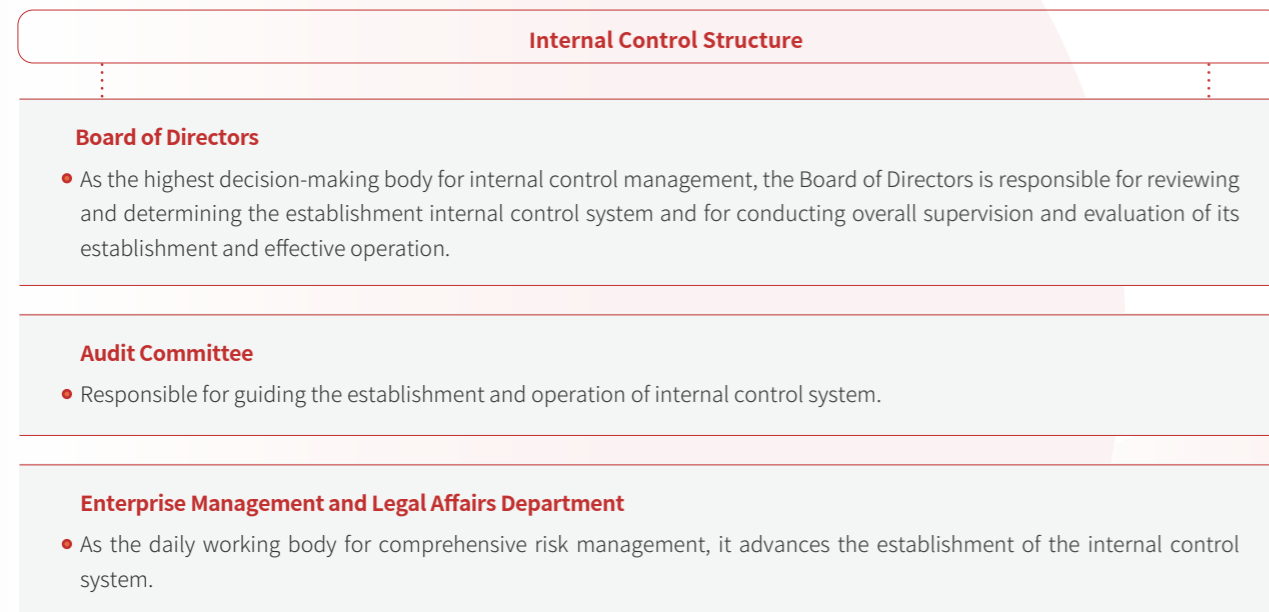 Internal Control Structure
Board of Directors
As the highest decision-making body for internal control management, the Board of Directors is responsible for reviewing
and determining the establishment internal control system and for conducting overall supervision and evaluation of its
establishment and effective operation.
Audit Committee
Responsible for guiding the establishment and operation of internal control system.
Enterprise Management and Legal Affairs Department
As the daily working body for comprehensive risk management, it advances the establishment of the internal control
system.